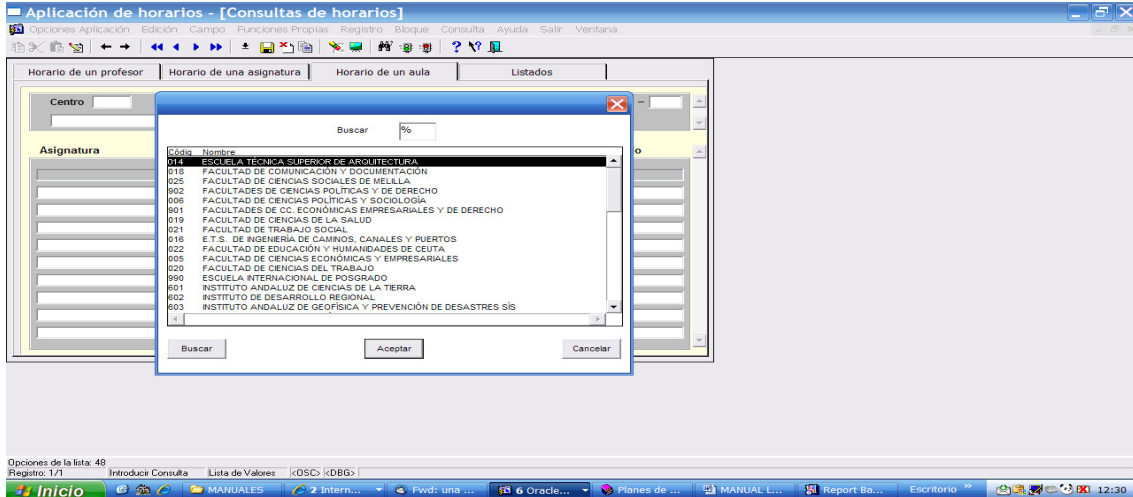 Aplicación de horarios - [Consultas de horarios]
Opciones Aplicación Edición Campo Funciones Propias Registro Bloque Consulta Ayuda Salir Ventana
Horario de un profesor Horario de una asignatura Horario de un aula Listados
Centro
Buscar %
Asignatura
Códig Nombre
014 ESCUELA TÉCNICA SUPERIOR DE ARQUITECTURA
018 FACULTAD DE COMUNICACIÓN Y DOCUMENTACIÓN
025 FACULTAD DE CIENCIAS SOCIALES DE MELILLA
902 FACULTADES DE CIENCIAS POLÍTICAS Y DE DERECHO
006 FACULTAD DE CIENCIAS POLÍTICAS Y SOCIOLOGÍA
901 FACULTADES DE CC. ECONÓMICAS EMPRESARIALES Y DE DERECHO
019 FACULTAD DE CIENCIAS DE LA SALUD
021 FACULTAD DE TRABAJO SOCIAL
016 E.T.S. DE INGENIERÍA DE CAMINOS, CANALES Y PUERTOS
022 FACULTAD DE EDUCACIÓN Y HUMANIDADES DE CEUTA
005 FACULTAD DE CIENCIAS ECONÓMICAS Y EMPRESARIALES
020 FACULTAD DE CIENCIAS DEL TRABAJO
990 ESCUELA INTERNACIONAL DE POSGRADO
601 INSTITUTO ANDALUZ DE CIENCIAS DE LA TIERRA
602 INSTITUTO DE DESARROLLO REGIONAL
603 INSTITUTO ANDALUZ DE GEOFÍSICA Y PREVENCIÓN DE DESASTRES SÍS
Buscar Aceptar Cancelar
Opciones de la lista: 48
Registro: 1/1 Introducir Consulta Lista de Valores <OSC> <DBG>
Inicio MANUALES 2 Intern... Fwd: una ... 6 Oracle... Planes de ... MANUAL L... Report Ba... Escritorio » 12:30